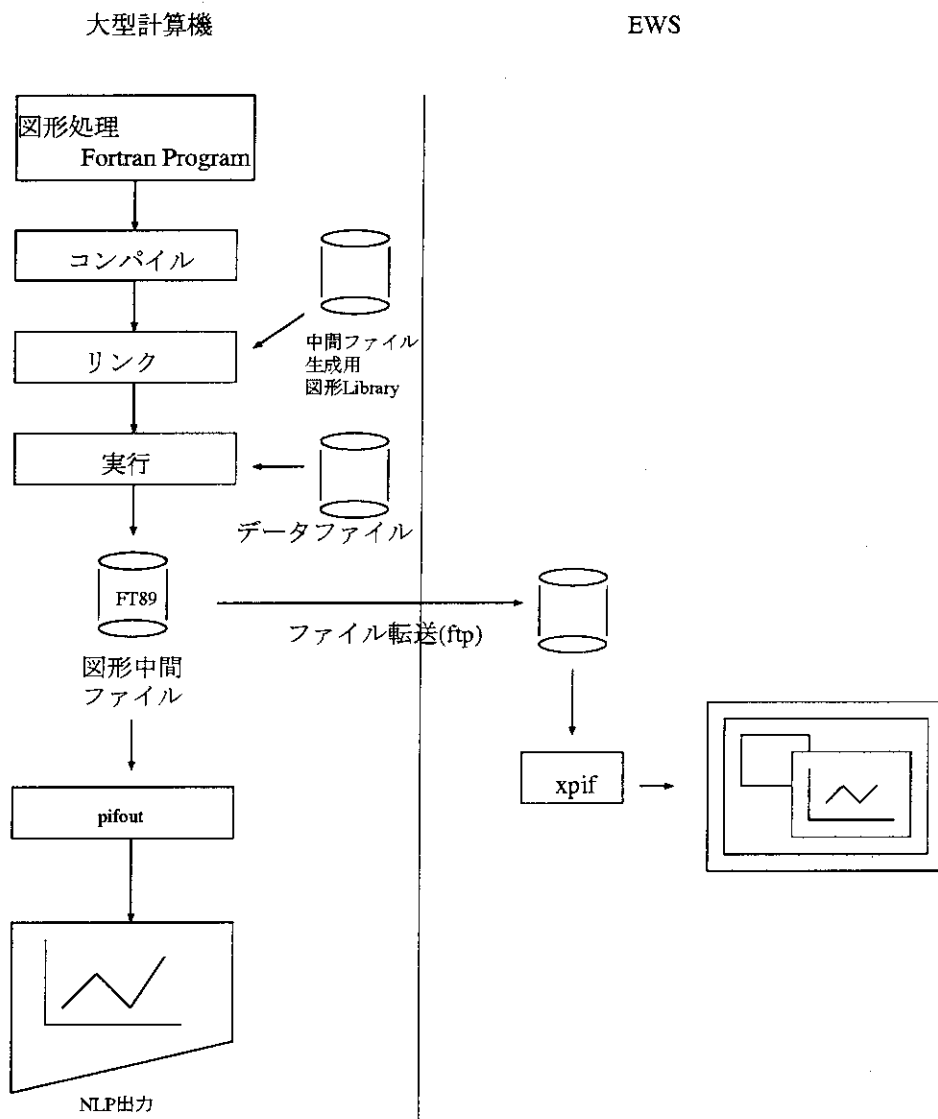 大型計算機
EWS
図形処理
Fortran Program
コンパイル
リンク
中間ファイル
生成用
図形Library
実行
データファイル
FT89
ファイル転送(ftp)
図形中間
ファイル
xpif
pifout
NLP出力